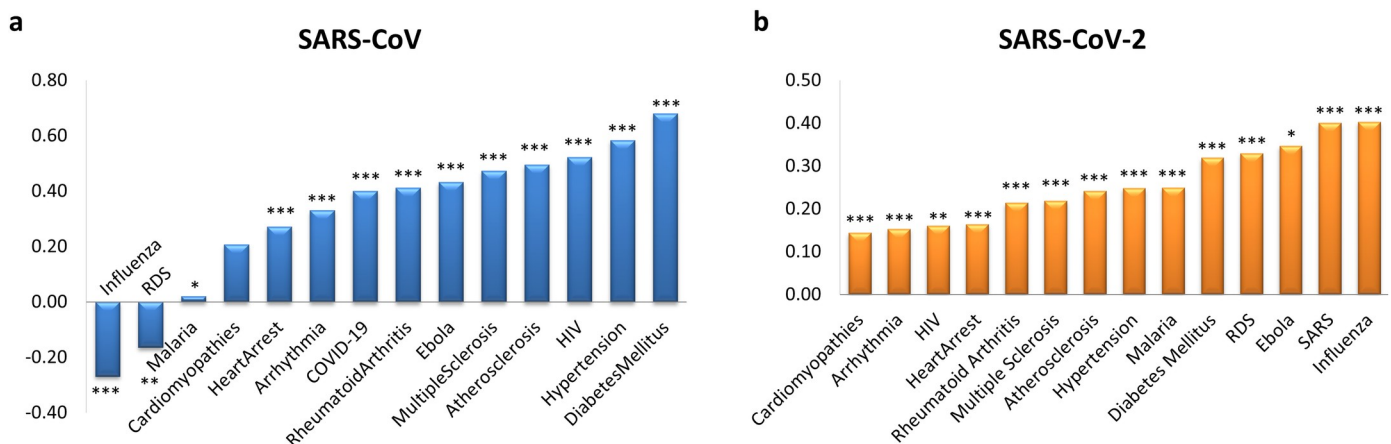 a
SARS-CoV
0.80
0.60
0.40
0.20
0.00
-0.20
-0.40
Influenza
RDS
Malaria
Cardiomyopathies
HeartArrest
Arrhythmia
COVID-19
RheumatoidArthritis
Ebola
MultipleSclerosis
Atherosclerosis
HIV
Hypertension
DiabetesMellitus
***
**
*
***
***
***
***
***
***
***
***
***
***
b
SARS-CoV-2
0.50
0.40
0.30
0.20
0.10
0.00
***
***
**
***
***
***
***
***
***
***
***
*
***
***
Cardiomyopathies
Arrhythmia
HIV
HeartArrest
Rheumatoid Arthritis
Multiple Sclerosis
Atherosclerosis
Hypertension
Malaria
Diabetes Mellitus
RDS
Ebola
SARS
Influenza